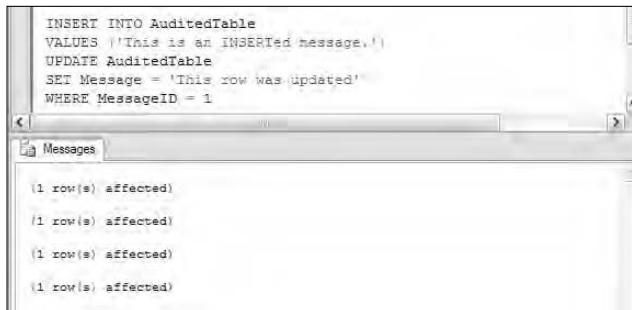 INSERT INTO AuditedTable
VALUES ('This is an INSERTed message.')
UPDATE AuditedTable
SET Message = 'This row was updated'
WHERE MessageID = 1
Messages
(1 row(s) affected)
(1 row(s) affected)
(1 row(s) affected)
(1 row(s) affected)